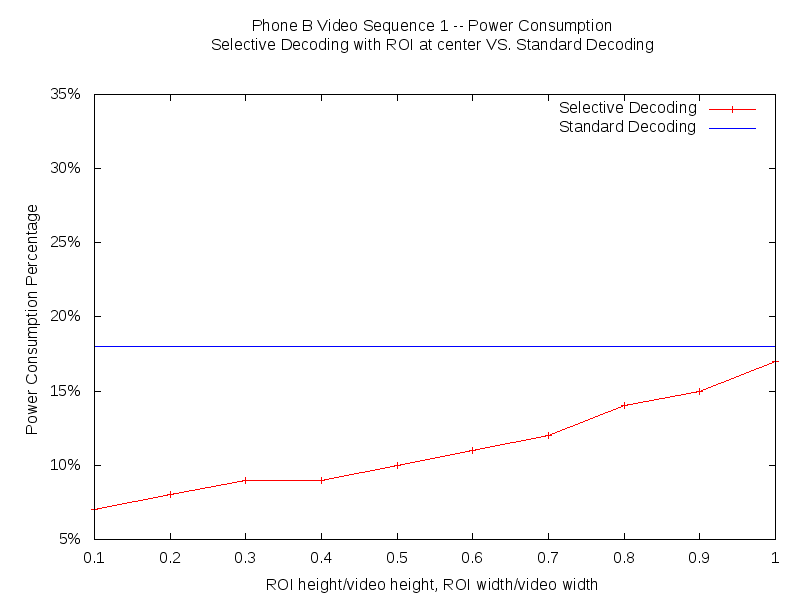 Phone B Video Sequence 1 -- Power Consumption
Selective Decoding with ROI at center VS. Standard Decoding
Selective Decoding
Standard Decoding
Power Consumption Percentage
35%
30%
25%
20%
15%
10%
5%
0.1 0.2 0.3 0.4 0.5 0.6 0.7 0.8 0.9 1
ROI height/video height, ROI width/video width